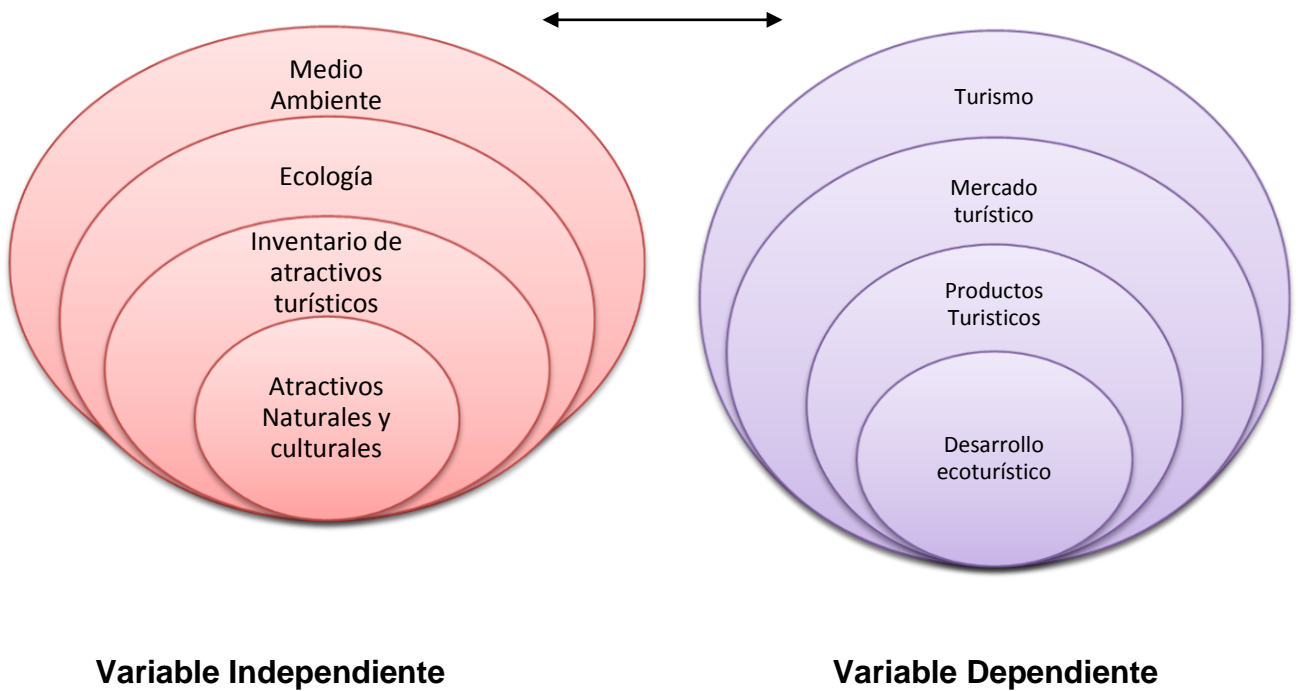 Medio
Ambiente
Ecología
Inventario de
atractivos
turísticos
Atractivos
Naturales y
culturales
Turismo
Mercado
turístico
Productos
Turisticos
Desarrollo
ecoturístico
Variable Independiente
Variable Dependiente